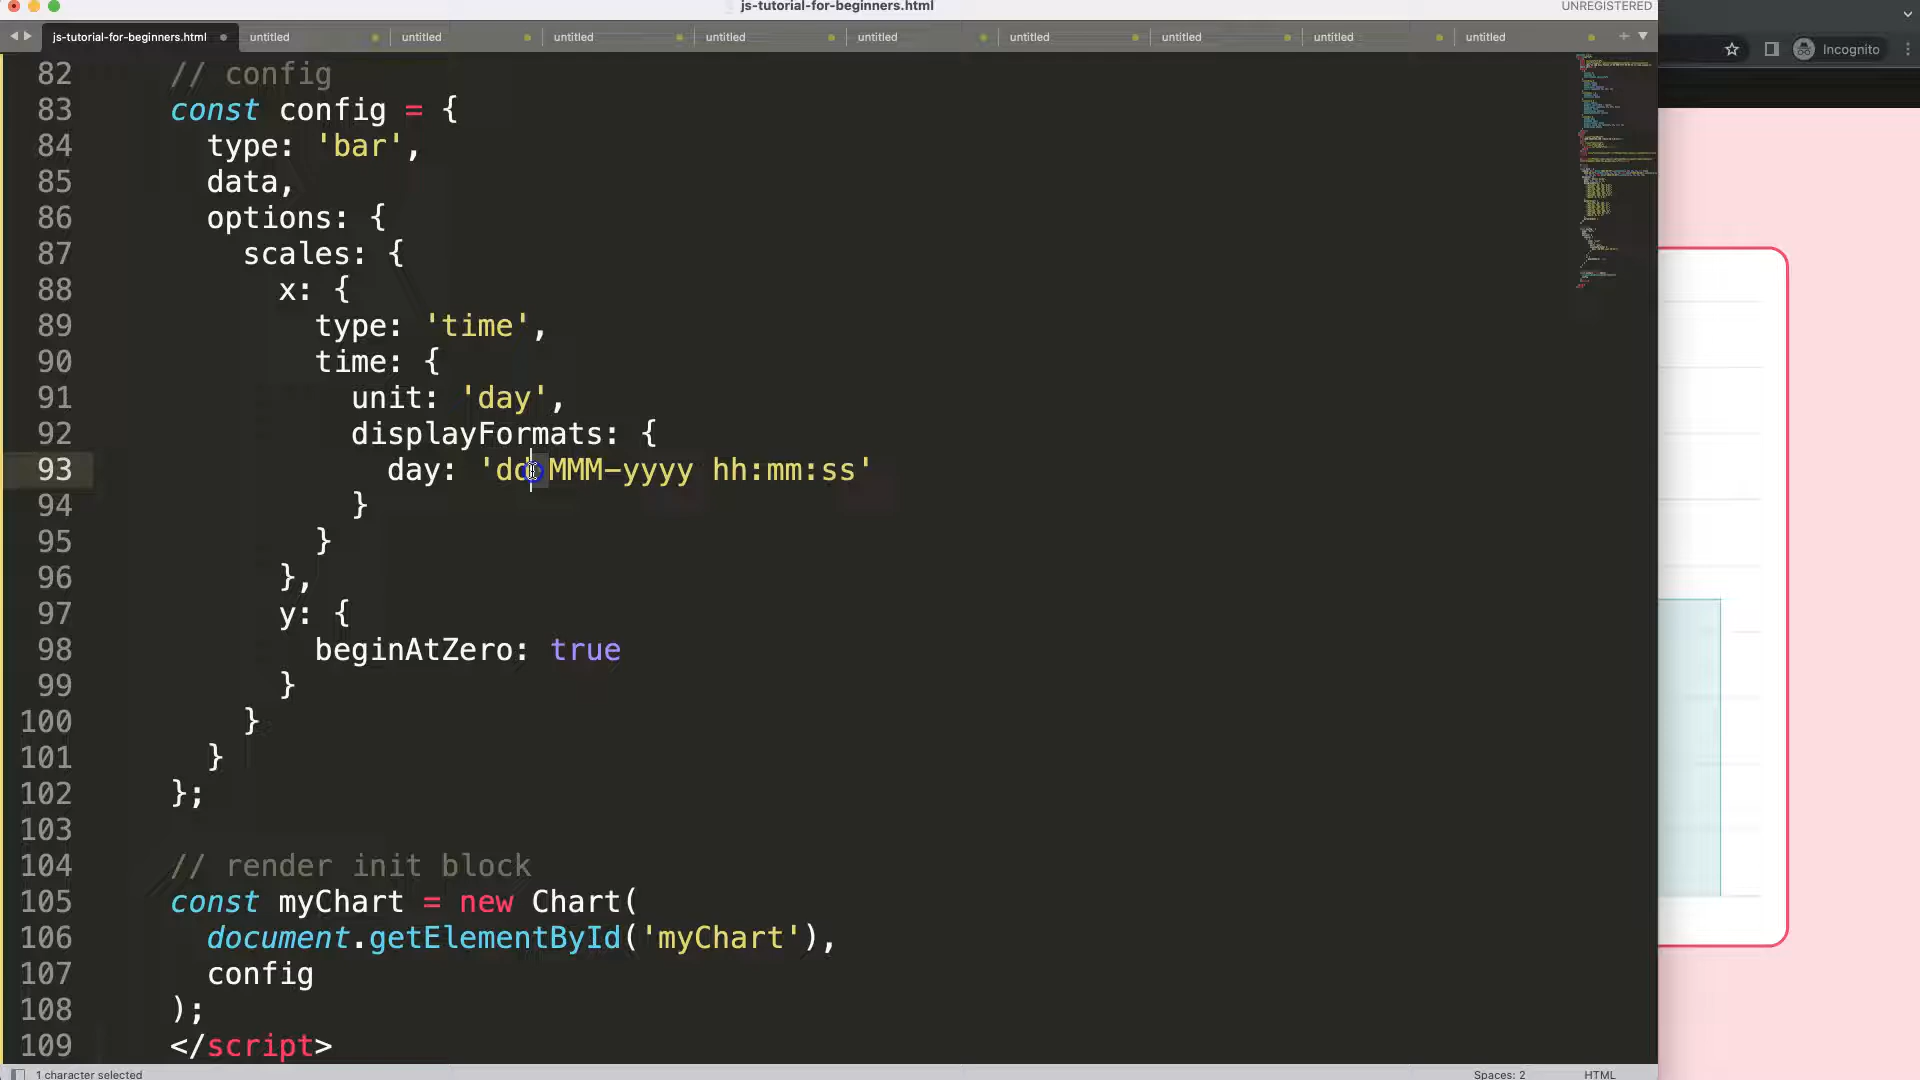 js-tutorial-for-beginners.html
UNREGISTERED
js-tutorial-for-beginners.html untitled untitled untitled untitled untitled untitled untitled untitled untitled
Incognito
82 // config
83 const config = {
84 type: 'bar',
85 data,
86 options: {
87 scales: {
88 x: {
89 type: 'time',
90 time: {
91 unit: 'day',
92 displayFormats: {
93 day: 'dd-MMM-yyyy hh:mm:ss'
94 }
95 }
96 },
97 y: {
98 beginAtZero: true
99 }
100 }
101 }
102 };
103
104 // render init block
105 const myChart = new Chart(
106 document.getElementById('myChart'),
107 config
108 );
109 </script>
1 character selected
Spaces: 2
HTML